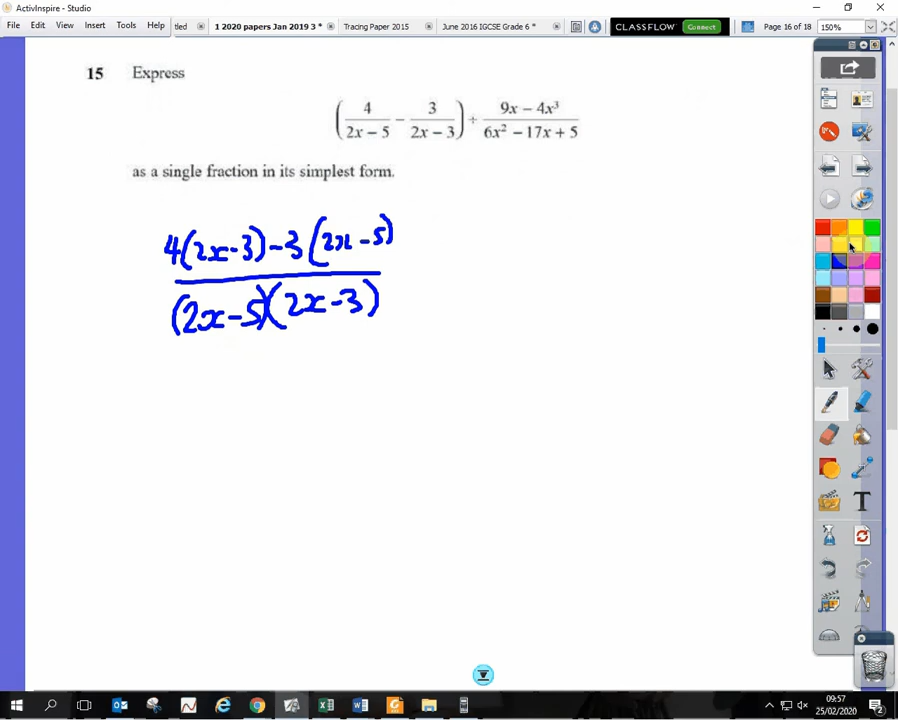 ActivInspire - Studio
File Edit View Insert Tools Help tled 1 2020 papers Jan 2019 3 * Tracing Paper 2015 June 2016 IGCSE Grade 6 * CLASSFLOW Connect Page 16 of 18 150%
15 Express
(4/(2x − 5) − 3/(2x − 3)) ÷ (9x − 4x³)/(6x² − 17x + 5)
as a single fraction in its simplest form.
4(2x-3)-3(2x-5)
(2x-5)(2x-3)
T
09:57
25/02/2020
2